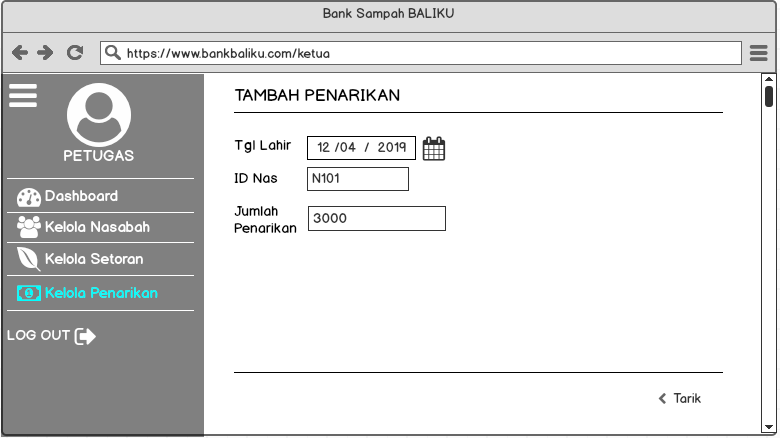 Bank Sampah BALIKU
https://www.bankbaliku.com/ketua
PETUGAS
Dashboard
Kelola Nasabah
Kelola Setoran
Kelola Penarikan
LOG OUT
TAMBAH PENARIKAN
Tgl Lahir 12 /04 / 2019
ID Nas N101
Jumlah
Penarikan 3000
Tarik